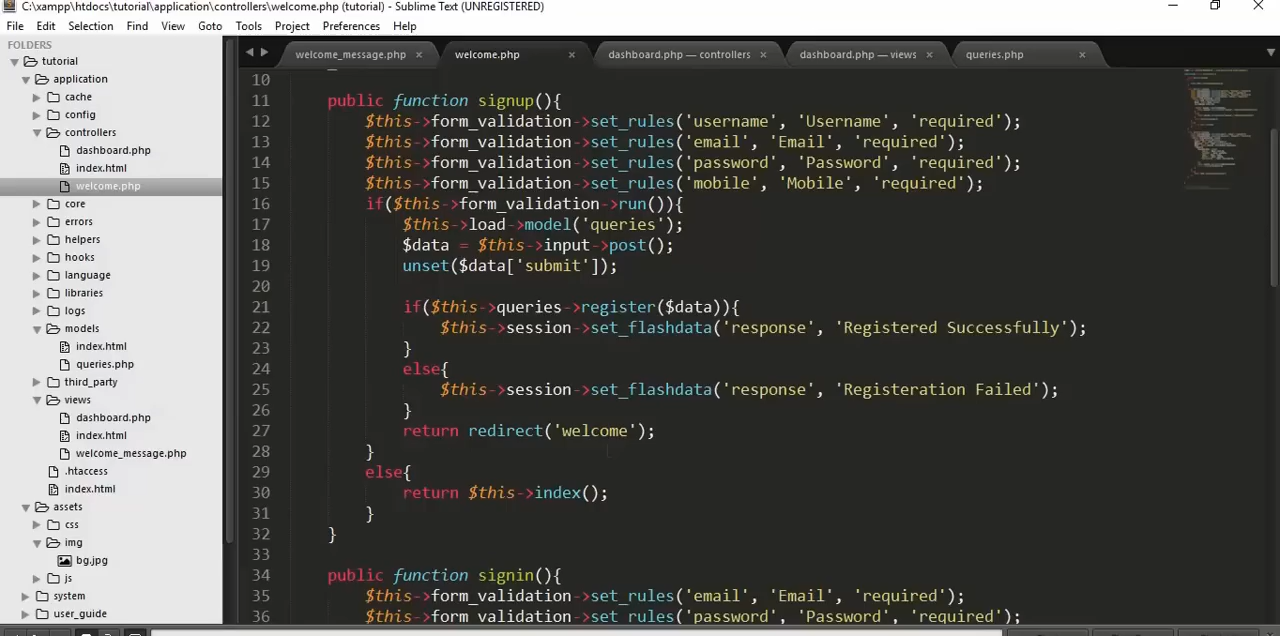 C:\xampp\htdocs\tutorial\application\controllers\welcome.php (tutorial) - Sublime Text (UNREGISTERED)
File Edit Selection Find View Goto Tools Project Preferences Help
FOLDERS
tutorial
application
cache
config
controllers
dashboard.php
index.html
welcome.php
core
errors
helpers
hooks
language
libraries
logs
models
index.html
queries.php
third_party
views
dashboard.php
index.html
welcome_message.php
.htaccess
index.html
assets
css
img
bg.jpg
js
system
user_guide
welcome_message.php × welcome.php × dashboard.php — controllers × dashboard.php — views × queries.php ×
10
11 public function signup(){
12 $this->form_validation->set_rules('username', 'Username', 'required');
13 $this->form_validation->set_rules('email', 'Email', 'required');
14 $this->form_validation->set_rules('password', 'Password', 'required');
15 $this->form_validation->set_rules('mobile', 'Mobile', 'required');
16 if($this->form_validation->run()){
17 $this->load->model('queries');
18 $data = $this->input->post();
19 unset($data['submit']);
20
21 if($this->queries->register($data)){
22 $this->session->set_flashdata('response', 'Registered Successfully');
23 }
24 else{
25 $this->session->set_flashdata('response', 'Registeration Failed');
26 }
27 return redirect('welcome');
28 }
29 else{
30 return $this->index();
31 }
32 }
33
34 public function signin(){
35 $this->form_validation->set_rules('email', 'Email', 'required');
36 $this->form_validation->set_rules('password', 'Password', 'required');